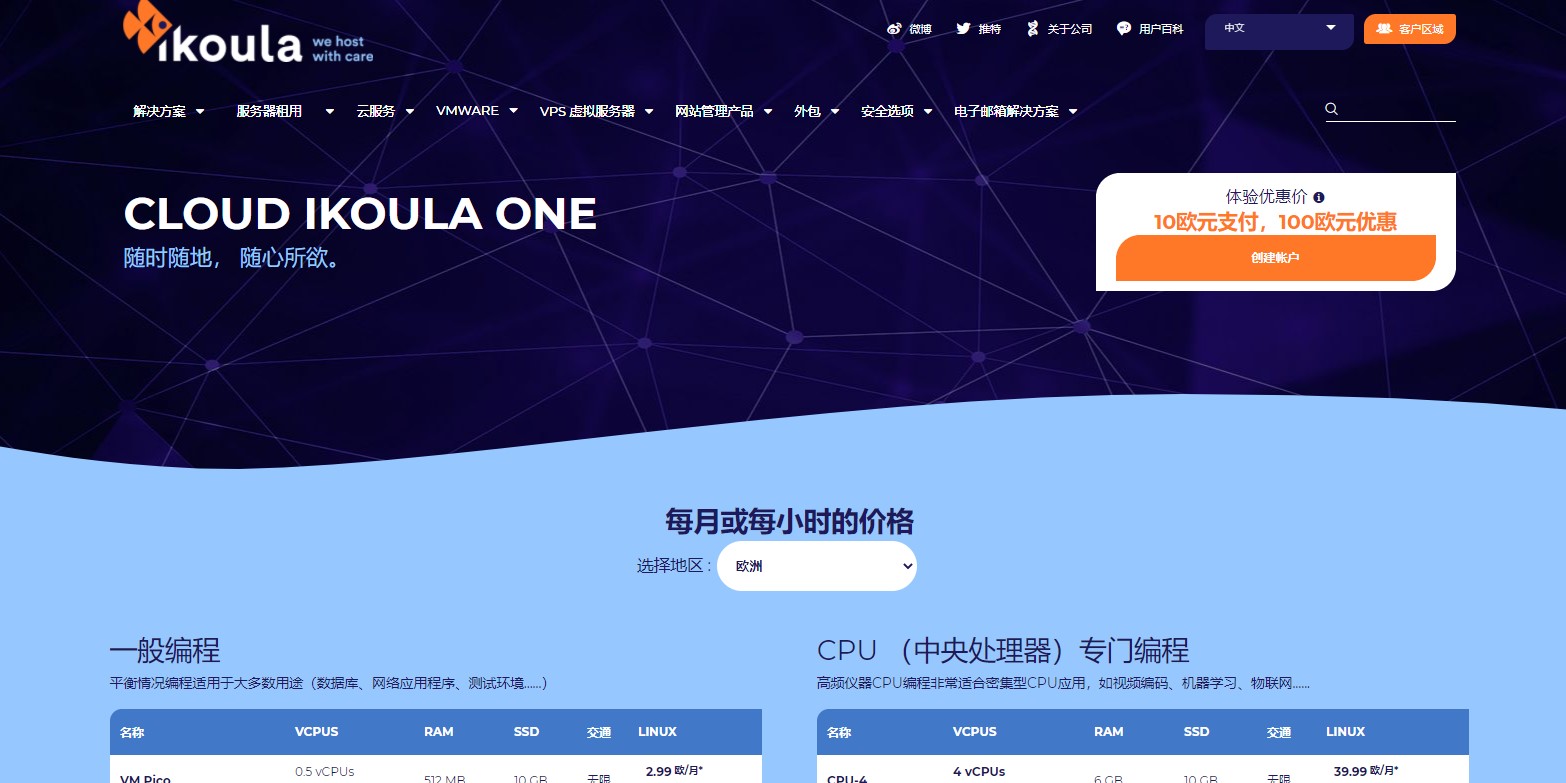 ikoula we host with care
微博 推特 关于公司 用户百科 中文 客户区域
解决方案 服务器租用 云服务 VMWARE VPS 虚拟服务器 网站管理产品 外包 安全选项 电子邮箱解决方案
CLOUD IKOULA ONE
随时随地， 随心所欲。
体验优惠价
10欧元支付，100欧元优惠
创建帐户
每月或每小时的价格
选择地区 : 欧洲
一般编程
平衡情况编程适用于大多数用途（数据库、网络应用程序、测试环境......）
名称 VCPUS RAM SSD 交通 LINUX
VM Pico 0.5 vCPUs 512 MB 10 GB 无限 2.99 欧/月*
CPU （中央处理器）专门编程
高频仪器CPU编程非常适合密集型CPU应用，如视频编码、机器学习、物联网......
名称 VCPUS RAM SSD 交通 LINUX
CPU-4 4 vCPUs 6 GB 10 GB 无限 39.99 欧/月*